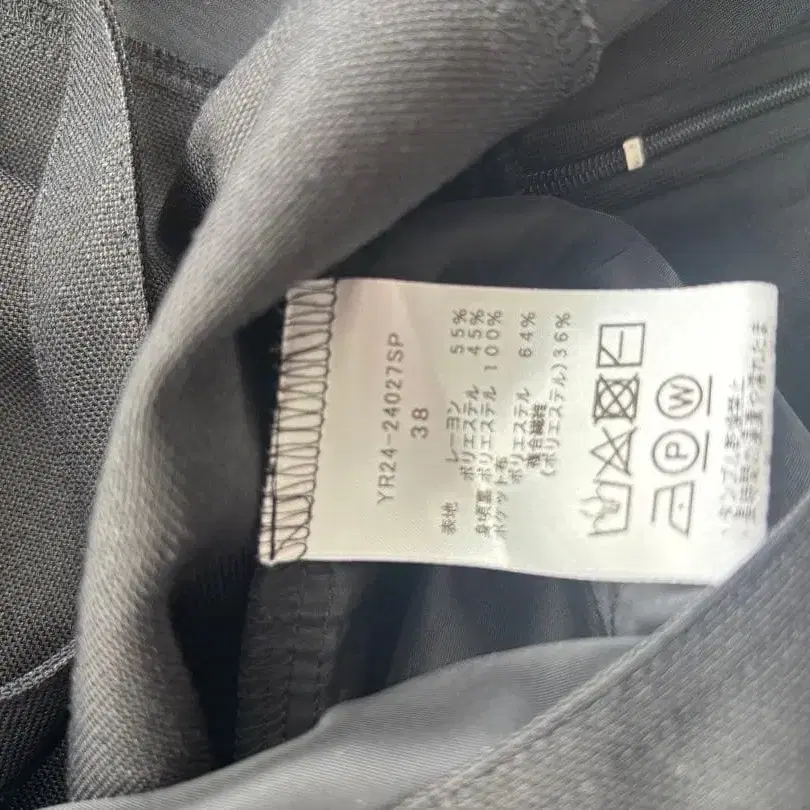 YR24-24027SP
38
表地 レーヨン 55%
ポリエステル 45%
身頃裏 ポリエステル 100%
ポケット布
ポリエステル 64%
複合繊維
(ポリエステル)36%
P W